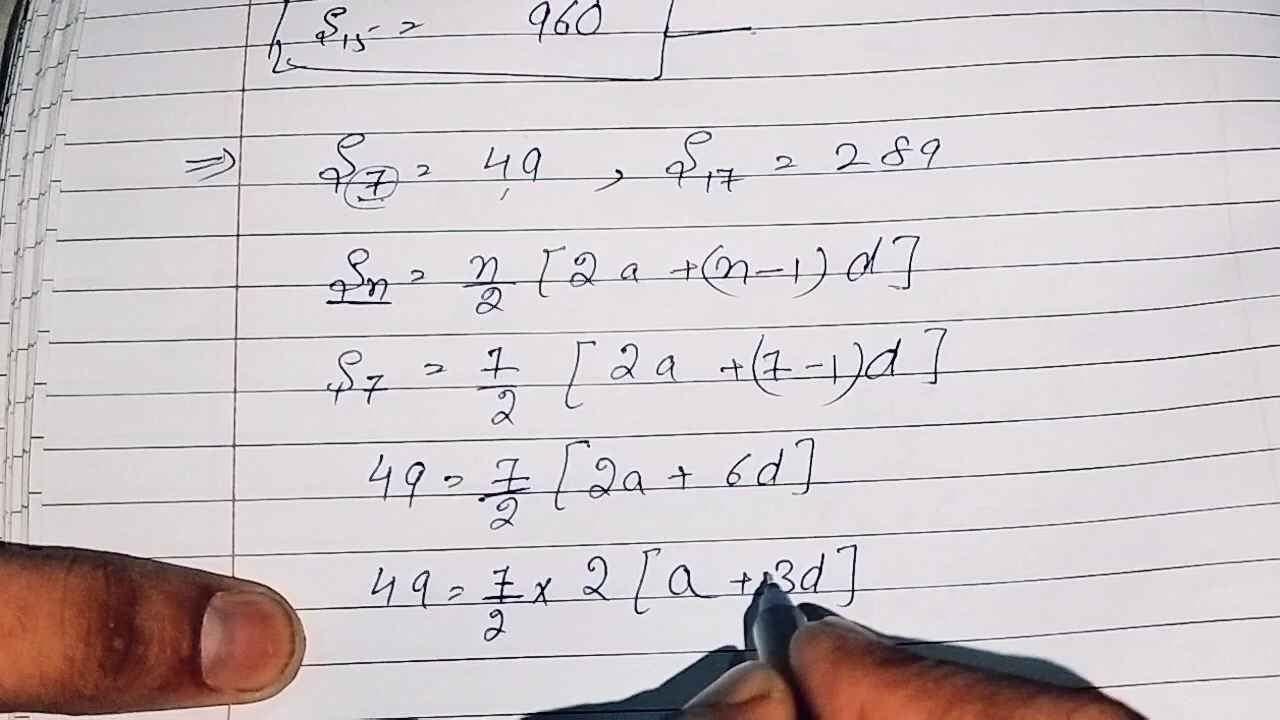 S₁₅ = 960
⇒ S₇ = 49 , S₁₇ = 289
Sₙ = n/2 [2a + (n-1) d]
S₇ = 7/2 [2a + (7-1)d]
49 = 7/2 [2a + 6d]
49 = 7/2 × 2 [a + 3d]